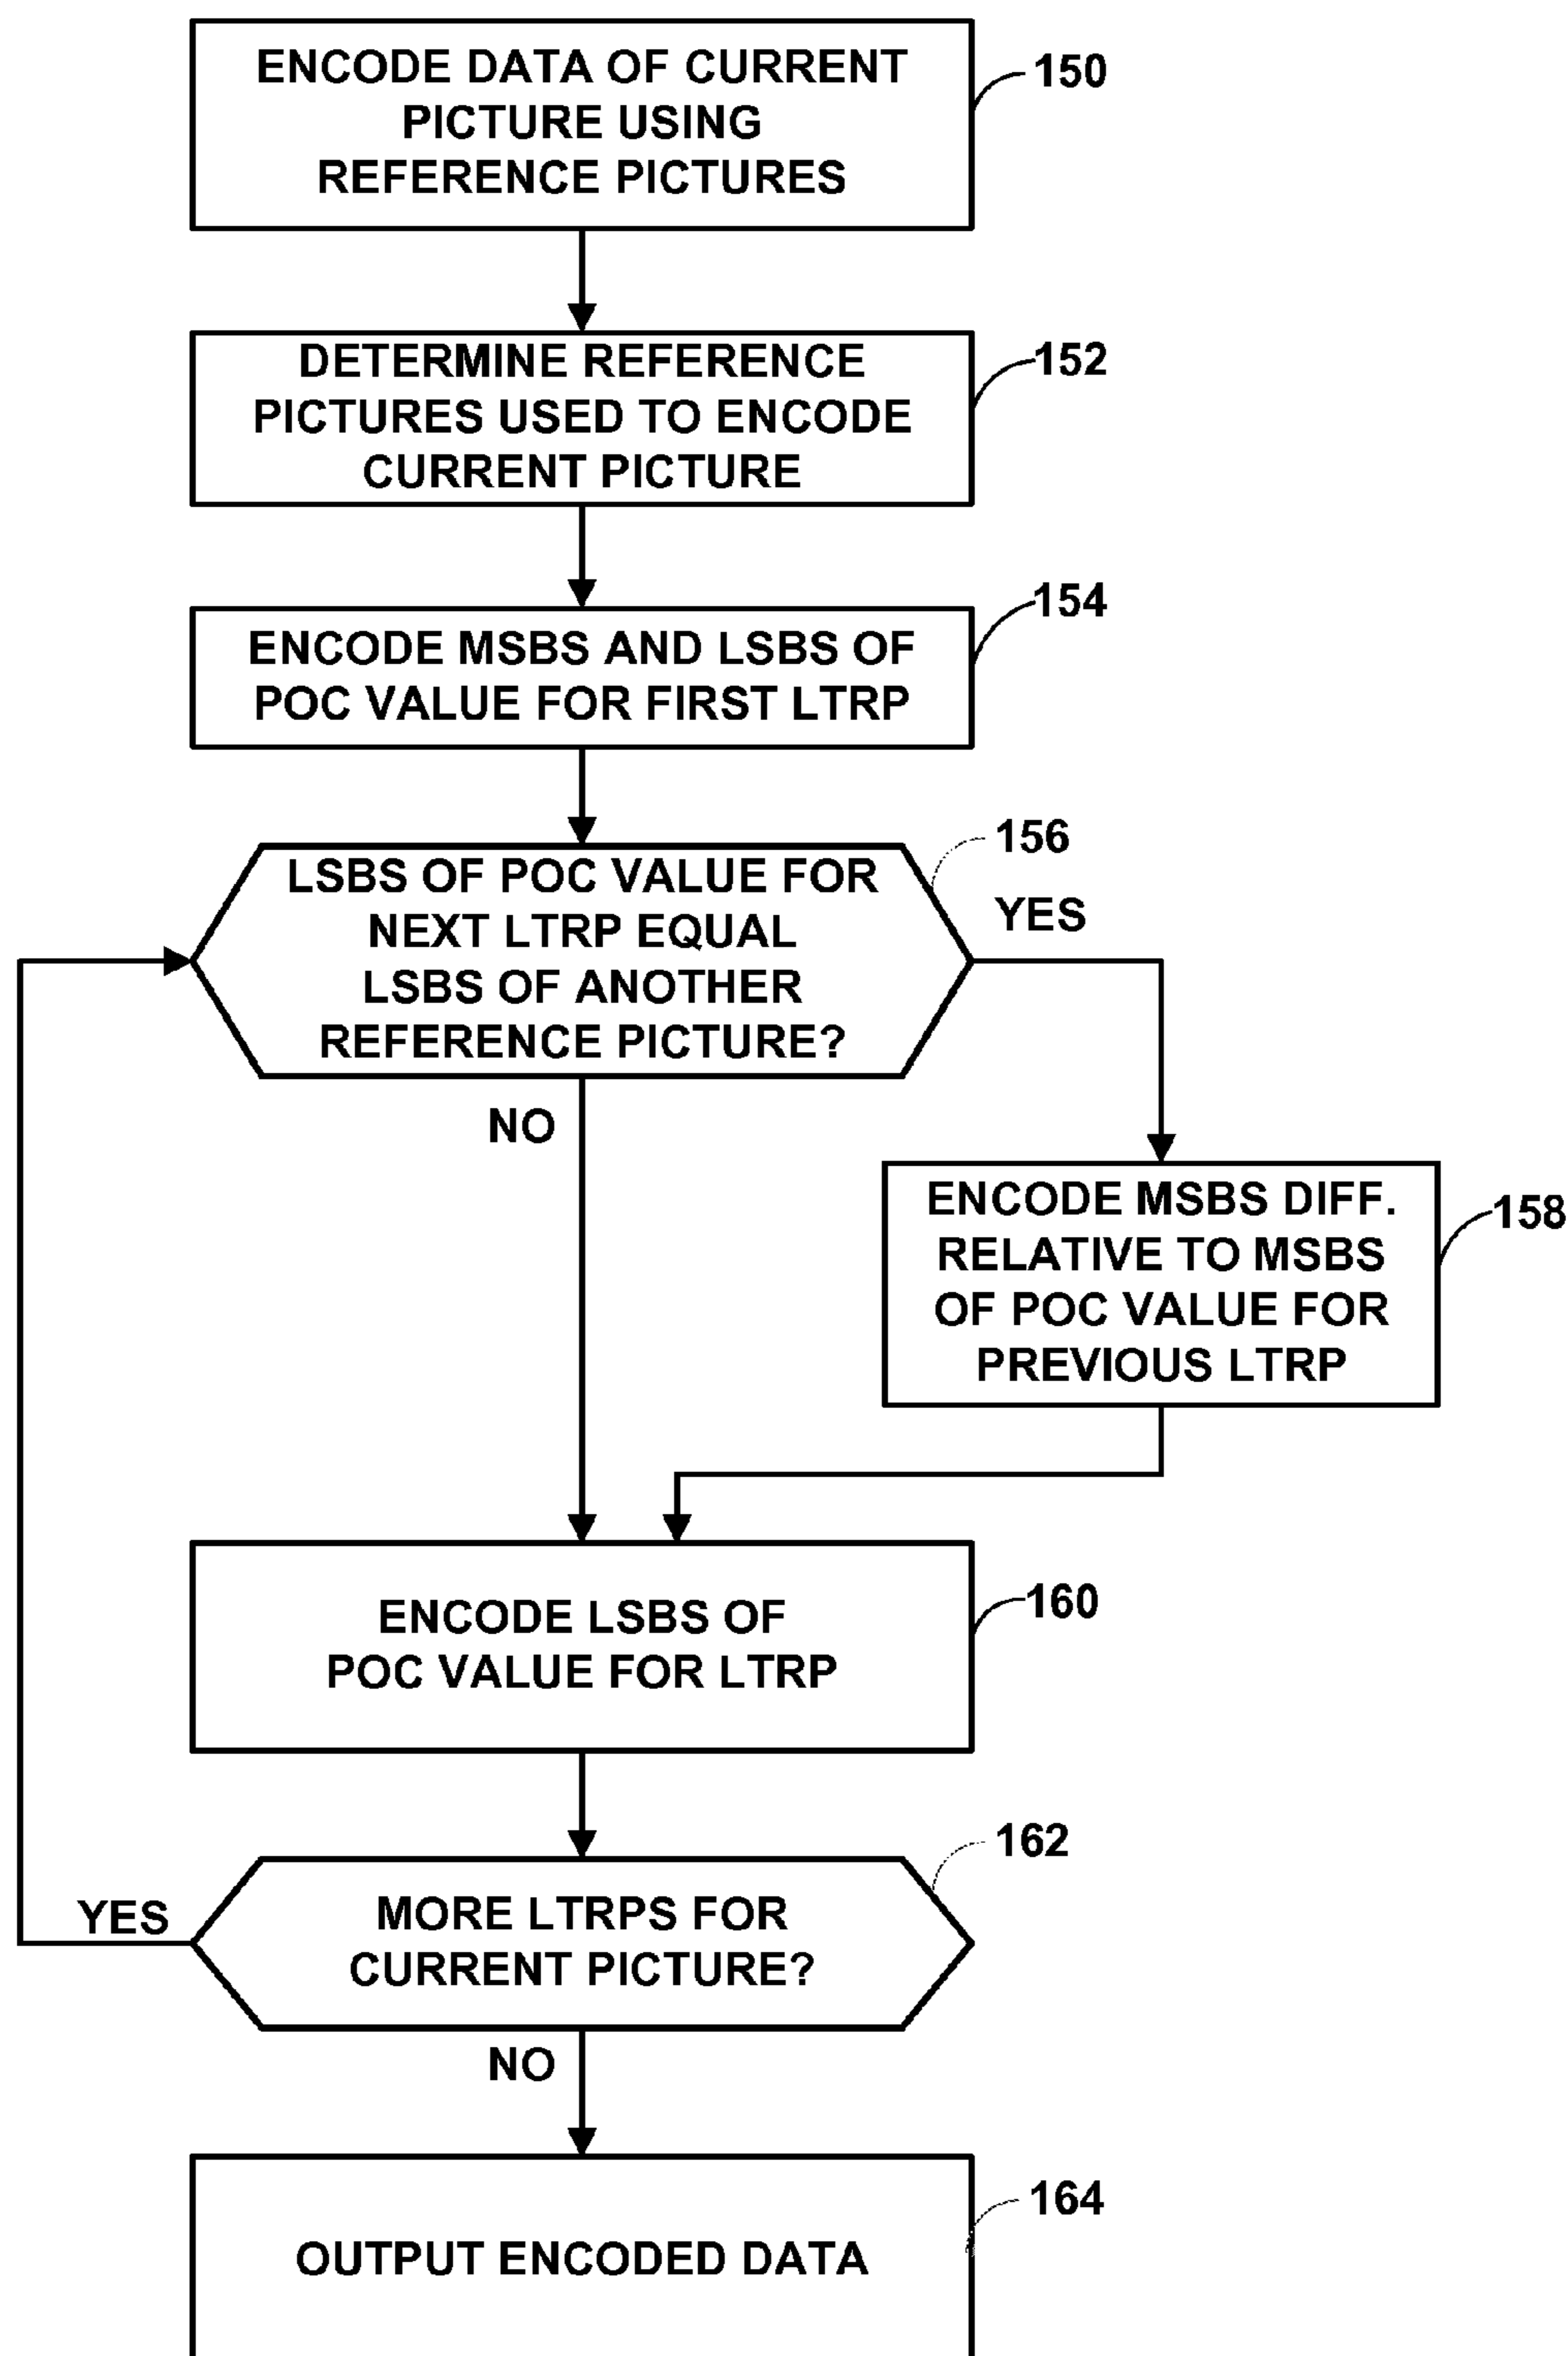 ENCODE DATA OF CURRENT
PICTURE USING
REFERENCE PICTURES
150
DETERMINE REFERENCE
PICTURES USED TO ENCODE
CURRENT PICTURE
152
ENCODE MSBS AND LSBS OF
POC VALUE FOR FIRST LTRP
154
LSBS OF POC VALUE FOR
NEXT LTRP EQUAL
LSBS OF ANOTHER
REFERENCE PICTURE?
156
YES
NO
ENCODE MSBS DIFF.
RELATIVE TO MSBS
OF POC VALUE FOR
PREVIOUS LTRP
158
ENCODE LSBS OF
POC VALUE FOR LTRP
160
MORE LTRPS FOR
CURRENT PICTURE?
162
YES
NO
OUTPUT ENCODED DATA
164